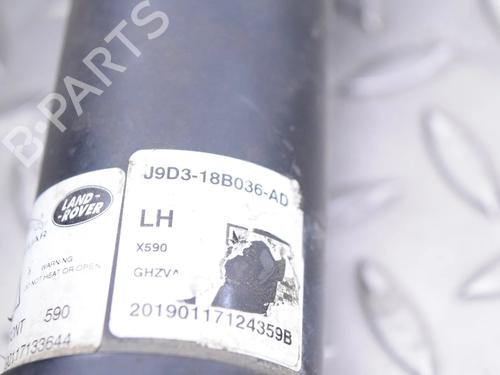 J9D3-18B036-AD
LH
X590
GHZVA
20190117124359B
LAND-
ROVER
WARNING
DO NOT HEAT OR OPEN
590
B-PARTS